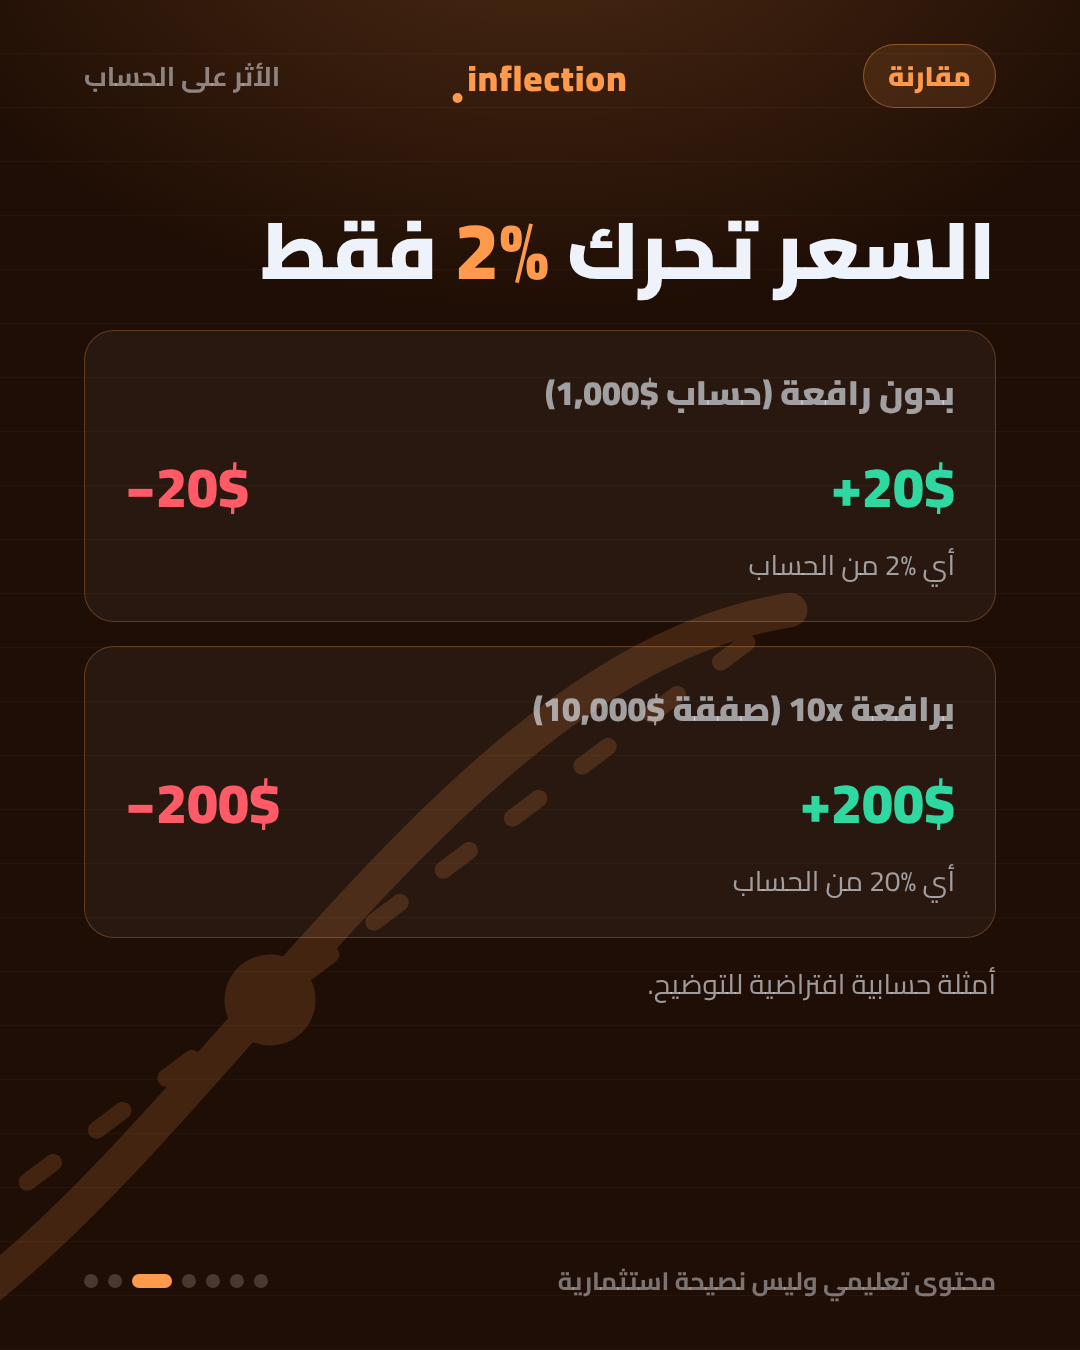 مقارنة
inflection.
الأثر على الحساب
السعر تحرك 2% فقط
بدون رافعة (حساب 1,000$)
+20$
−20$
أي 2% من الحساب
برافعة 10x (صفقة 10,000$)
+200$
−200$
أي 20% من الحساب
أمثلة حسابية افتراضية للتوضيح.
محتوى تعليمي وليس نصيحة استثمارية